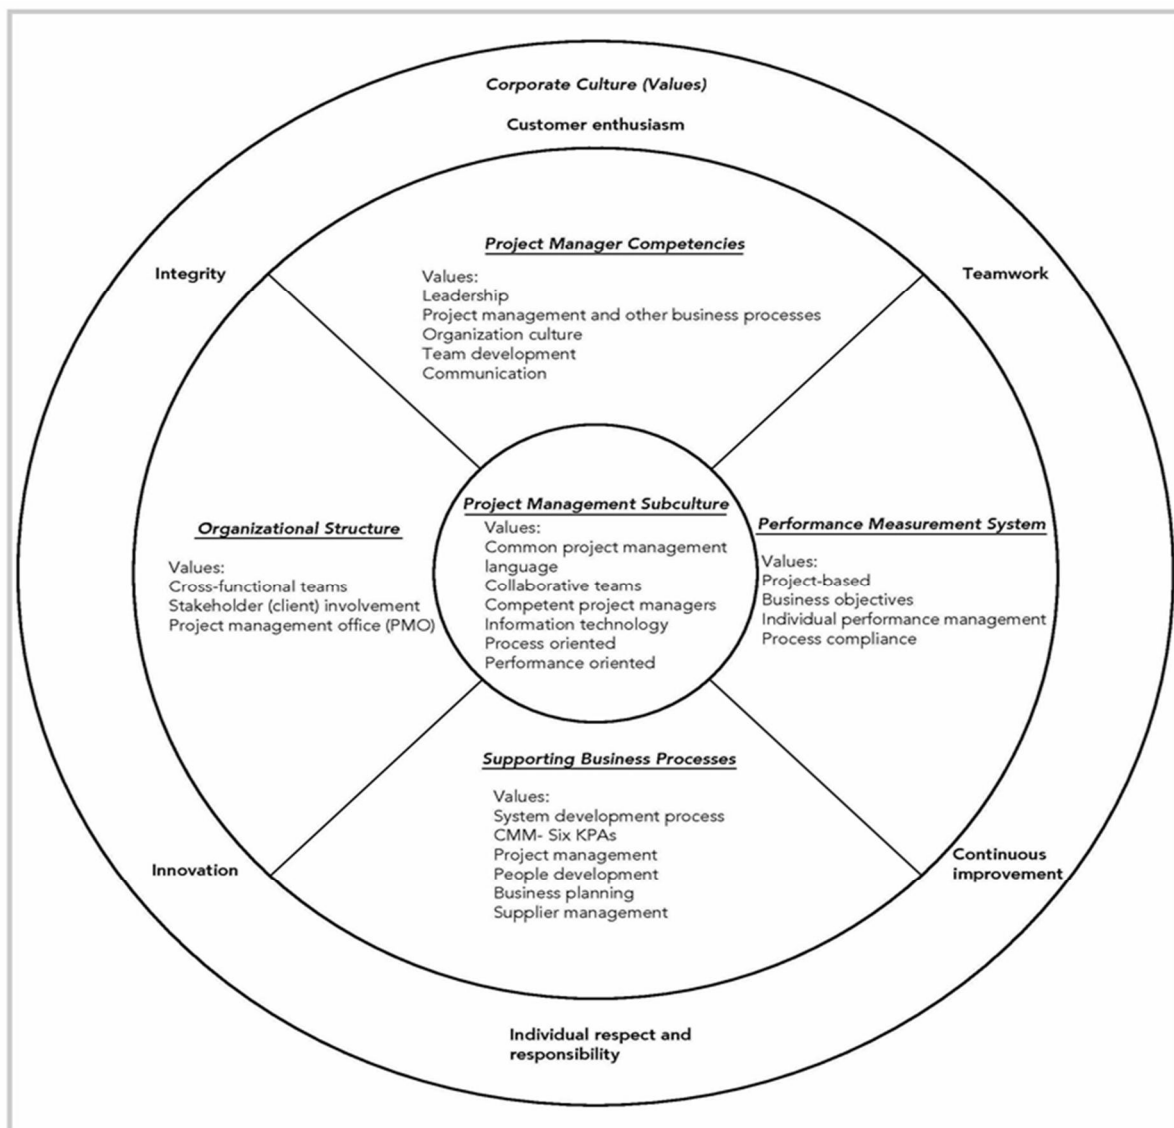 Corporate Culture (Values)
Customer enthusiasm
Integrity
Teamwork
Project Manager Competencies
Values:
Leadership
Project management and other business processes
Organization culture
Team development
Communication
Organizational Structure
Values:
Cross-functional teams
Stakeholder (client) involvement
Project management office (PMO)
Project Management Subculture
Values:
Common project management
language
Collaborative teams
Competent project managers
Information technology
Process oriented
Performance oriented
Performance Measurement System
Values:
Project-based
Business objectives
Individual performance management
Process compliance
Supporting Business Processes
Values:
System development process
CMM- Six KPAs
Project management
People development
Business planning
Supplier management
Innovation
Continuous
improvement
Individual respect and
responsibility